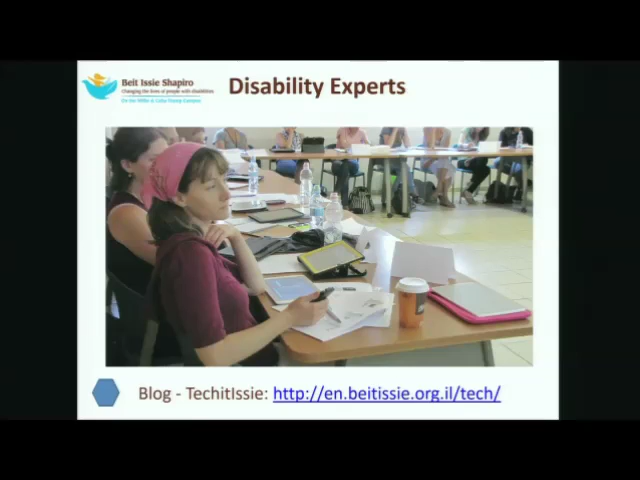 Beit Issie Shapiro
Changing the lives of people with disabilities
Disability Experts
Blog - TechitIssie: http://en.beitissie.org.il/tech/